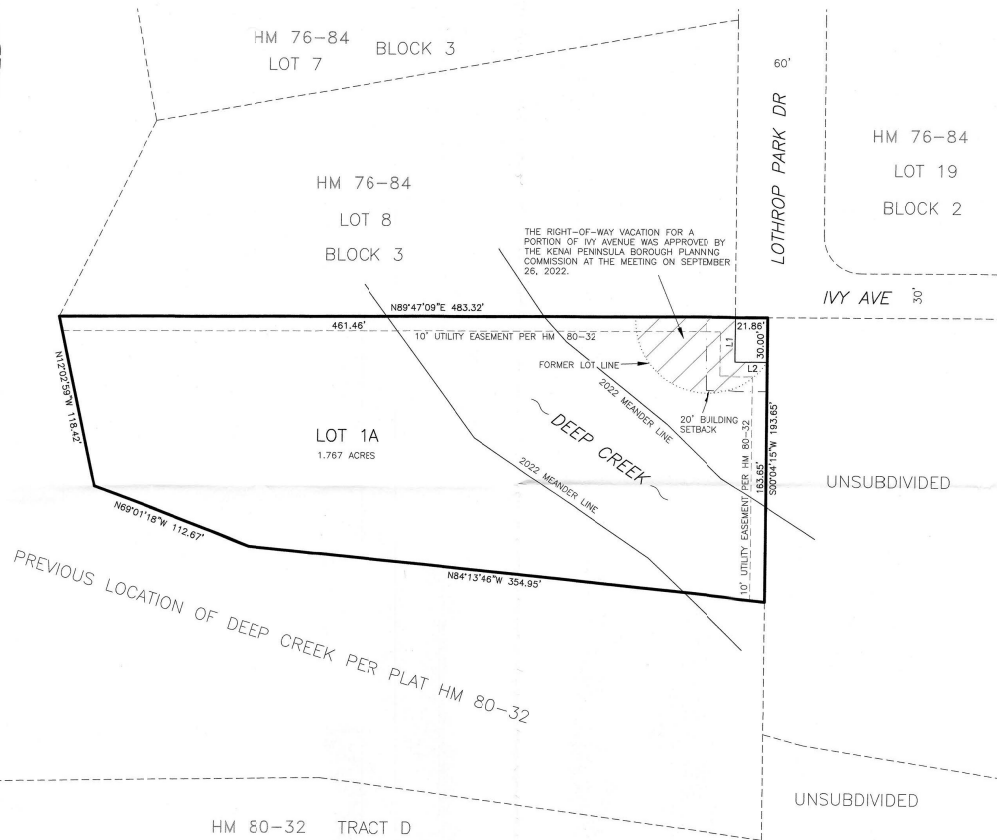 HM 76-84
LOT 7
BLOCK 3
60'
LOTHROP PARK DR
HM 76-84
LOT 19
BLOCK 2
HM 76-84
LOT 8
BLOCK 3
THE RIGHT-OF-WAY VACATION FOR A
PORTION OF IVY AVENUE WAS APPROVED BY
THE KENAI PENINSULA BOROUGH PLANNING
COMMISSION AT THE MEETING ON SEPTEMBER
26, 2022.
IVY AVE
30'
N89°47'09"E 483.32'
461.46'
21.86'
10' UTILITY EASEMENT PER HM 80-32
L1
30.00'
L2
FORMER LOT LINE
N12°02'59"W 118.42'
2022 MEANDER LINE
20' BUILDING
SETBACK
DEEP CREEK
LOT 1A
1.767 ACRES
2022 MEANDER LINE
10' UTILITY EASEMENT PER HM 80-32
163.65'
S00°04'15"W 193.65'
UNSUBDIVIDED
N69°01'18"W 112.67'
N84°13'46"W 354.95'
PREVIOUS LOCATION OF DEEP CREEK PER PLAT HM 80-32
UNSUBDIVIDED
HM 80-32 TRACT D